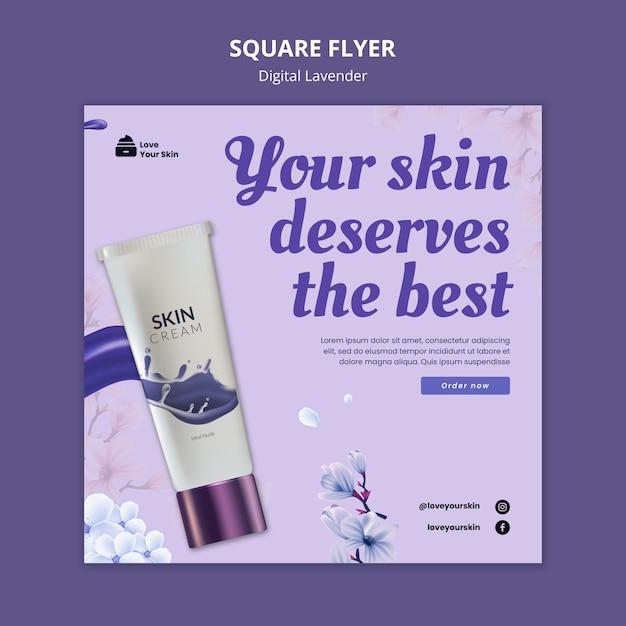 SQUARE FLYER
Digital Lavender
Love
Your Skin
Your skin
deserves
the best
Lorem ipsum dolor sit amet, consectetur adipiscing
elit, sed do eiusmod tempor incididunt ut labore et
dolore magna aliqua. Quis ipsum suspendisse
Order now
SKIN
CREAM
Ideal Nude
@loveyourskin
loveyourskin